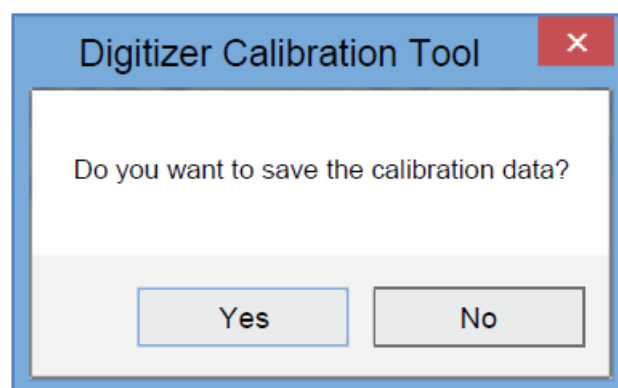 Digitizer Calibration Tool
Do you want to save the calibration data?
Yes No